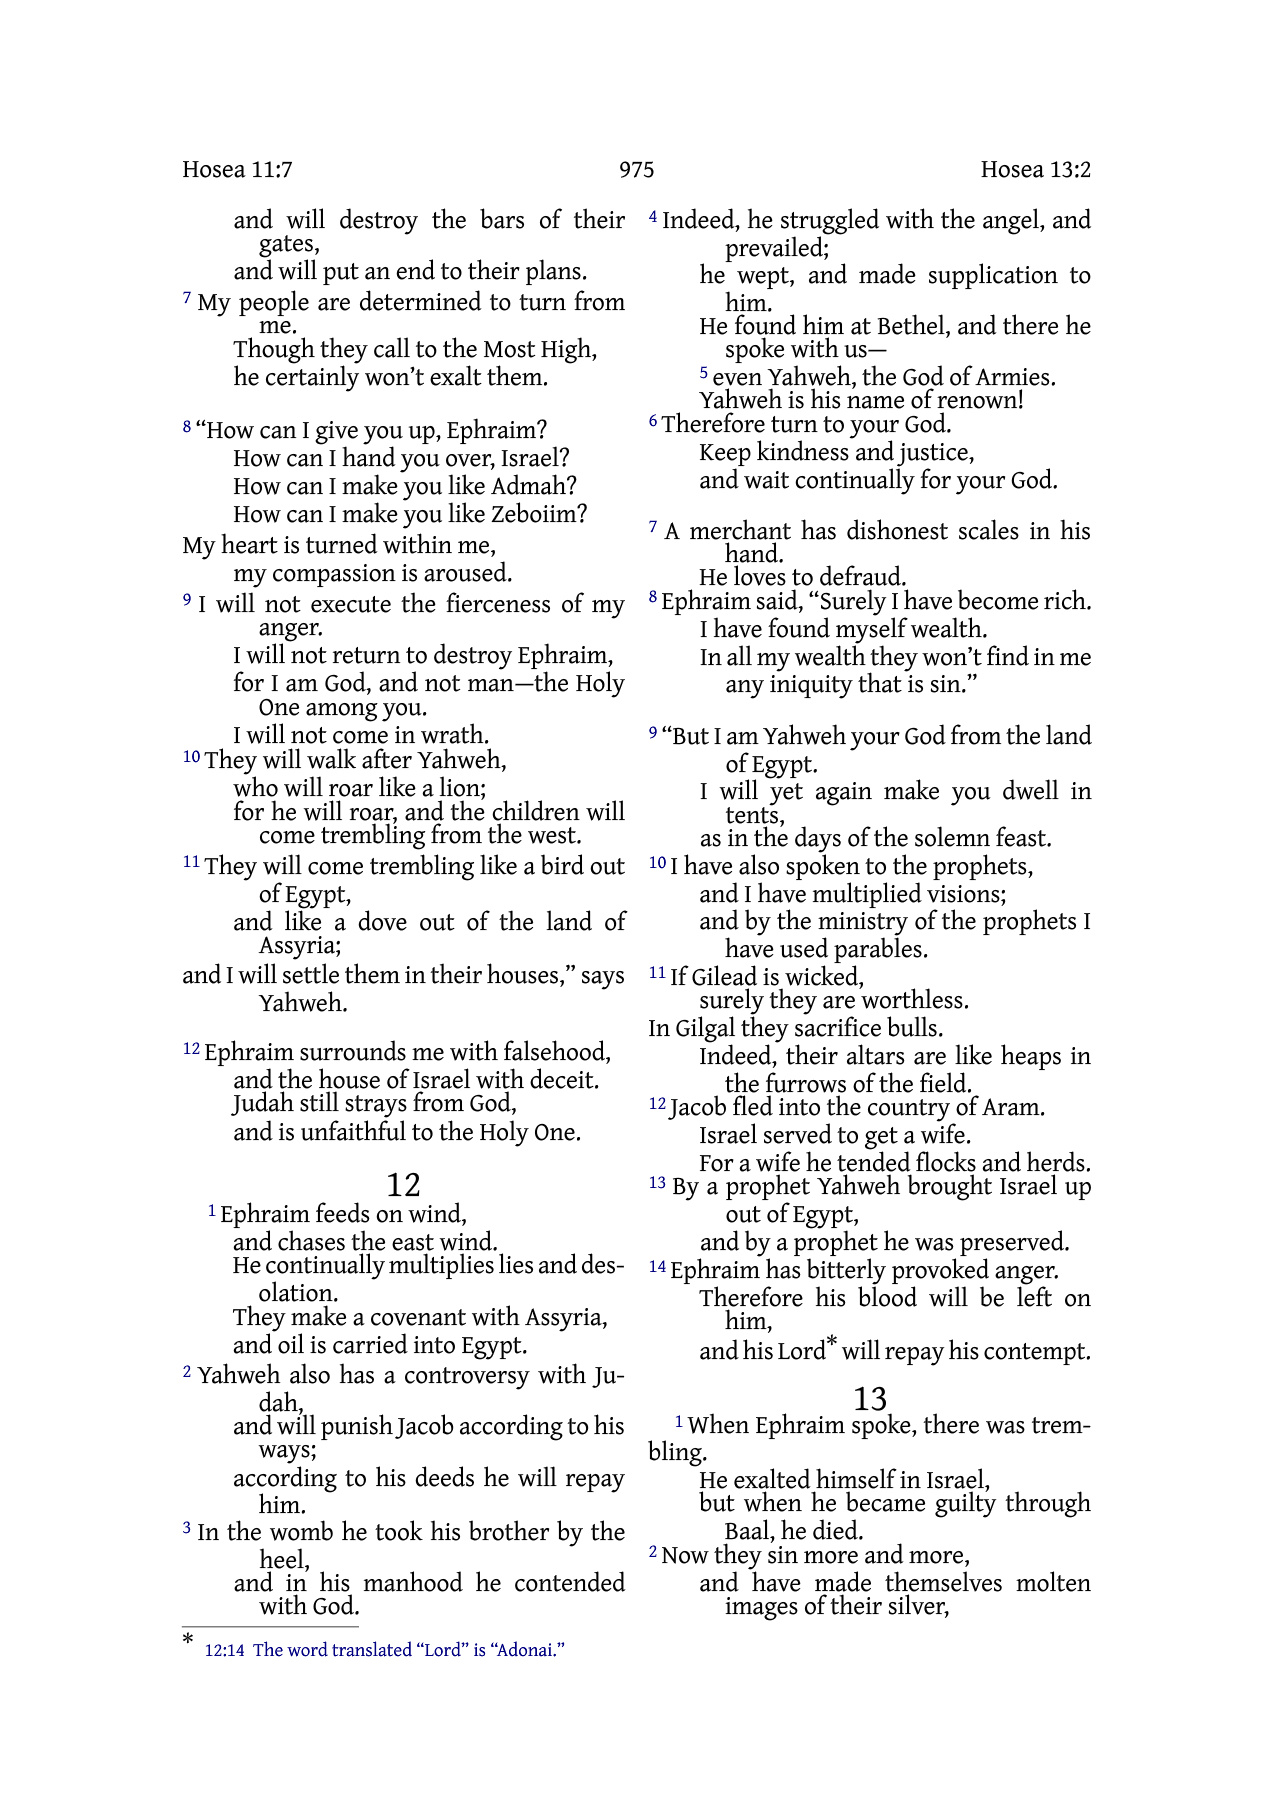 Hosea 11:7
975
Hosea 13:2
and will destroy the bars of their
gates,
and will put an end to their plans.
7 My people are determined to turn from
me.
Though they call to the Most High,
he certainly won’t exalt them.
8 “How can I give you up, Ephraim?
How can I hand you over, Israel?
How can I make you like Admah?
How can I make you like Zeboiim?
My heart is turned within me,
my compassion is aroused.
9 I will not execute the fierceness of my
anger.
I will not return to destroy Ephraim,
for I am God, and not man—the Holy
One among you.
I will not come in wrath.
10 They will walk after Yahweh,
who will roar like a lion;
for he will roar, and the children will
come trembling from the west.
11 They will come trembling like a bird out
of Egypt,
and like a dove out of the land of
Assyria;
and I will settle them in their houses,” says
Yahweh.
12 Ephraim surrounds me with falsehood,
and the house of Israel with deceit.
Judah still strays from God,
and is unfaithful to the Holy One.
12
1 Ephraim feeds on wind,
and chases the east wind.
He continually multiplies lies and des-
olation.
They make a covenant with Assyria,
and oil is carried into Egypt.
2 Yahweh also has a controversy with Ju-
dah,
and will punish Jacob according to his
ways;
according to his deeds he will repay
him.
3 In the womb he took his brother by the
heel,
and in his manhood he contended
with God.
4 Indeed, he struggled with the angel, and
prevailed;
he wept, and made supplication to
him.
He found him at Bethel, and there he
spoke with us—
5 even Yahweh, the God of Armies.
Yahweh is his name of renown!
6 Therefore turn to your God.
Keep kindness and justice,
and wait continually for your God.
7 A merchant has dishonest scales in his
hand.
He loves to defraud.
8 Ephraim said, “Surely I have become rich.
I have found myself wealth.
In all my wealth they won’t find in me
any iniquity that is sin.”
9 “But I am Yahweh your God from the land
of Egypt.
I will yet again make you dwell in
tents,
as in the days of the solemn feast.
10 I have also spoken to the prophets,
and I have multiplied visions;
and by the ministry of the prophets I
have used parables.
11 If Gilead is wicked,
surely they are worthless.
In Gilgal they sacrifice bulls.
Indeed, their altars are like heaps in
the furrows of the field.
12 Jacob fled into the country of Aram.
Israel served to get a wife.
For a wife he tended flocks and herds.
13 By a prophet Yahweh brought Israel up
out of Egypt,
and by a prophet he was preserved.
14 Ephraim has bitterly provoked anger.
Therefore his blood will be left on
him,
and his Lord* will repay his contempt.
13
1 When Ephraim spoke, there was trem-
bling.
He exalted himself in Israel,
but when he became guilty through
Baal, he died.
2 Now they sin more and more,
and have made themselves molten
images of their silver,
* 12:14 The word translated “Lord” is “Adonai.”